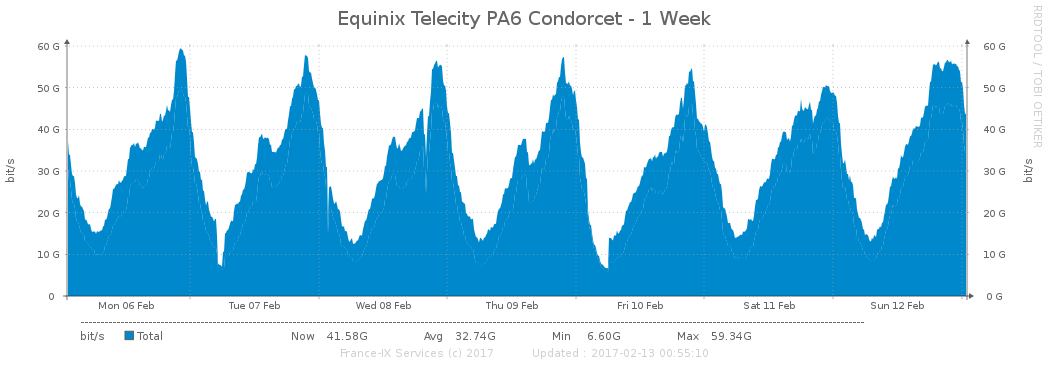 Equinix Telecity PA6 Condorcet - 1 Week
RRDTOOL / TOBI OETIKER
bit/s
60 G 60 G
50 G 50 G
40 G 40 G
30 G 30 G
20 G 20 G
10 G 10 G
0 0 G
bit/s
Mon 06 Feb Tue 07 Feb Wed 08 Feb Thu 09 Feb Fri 10 Feb Sat 11 Feb Sun 12 Feb
bit/s Total Now 41.58G Avg 32.74G Min 6.60G Max 59.34G
France-IX Services (c) 2017 Updated : 2017-02-13 00:55:10